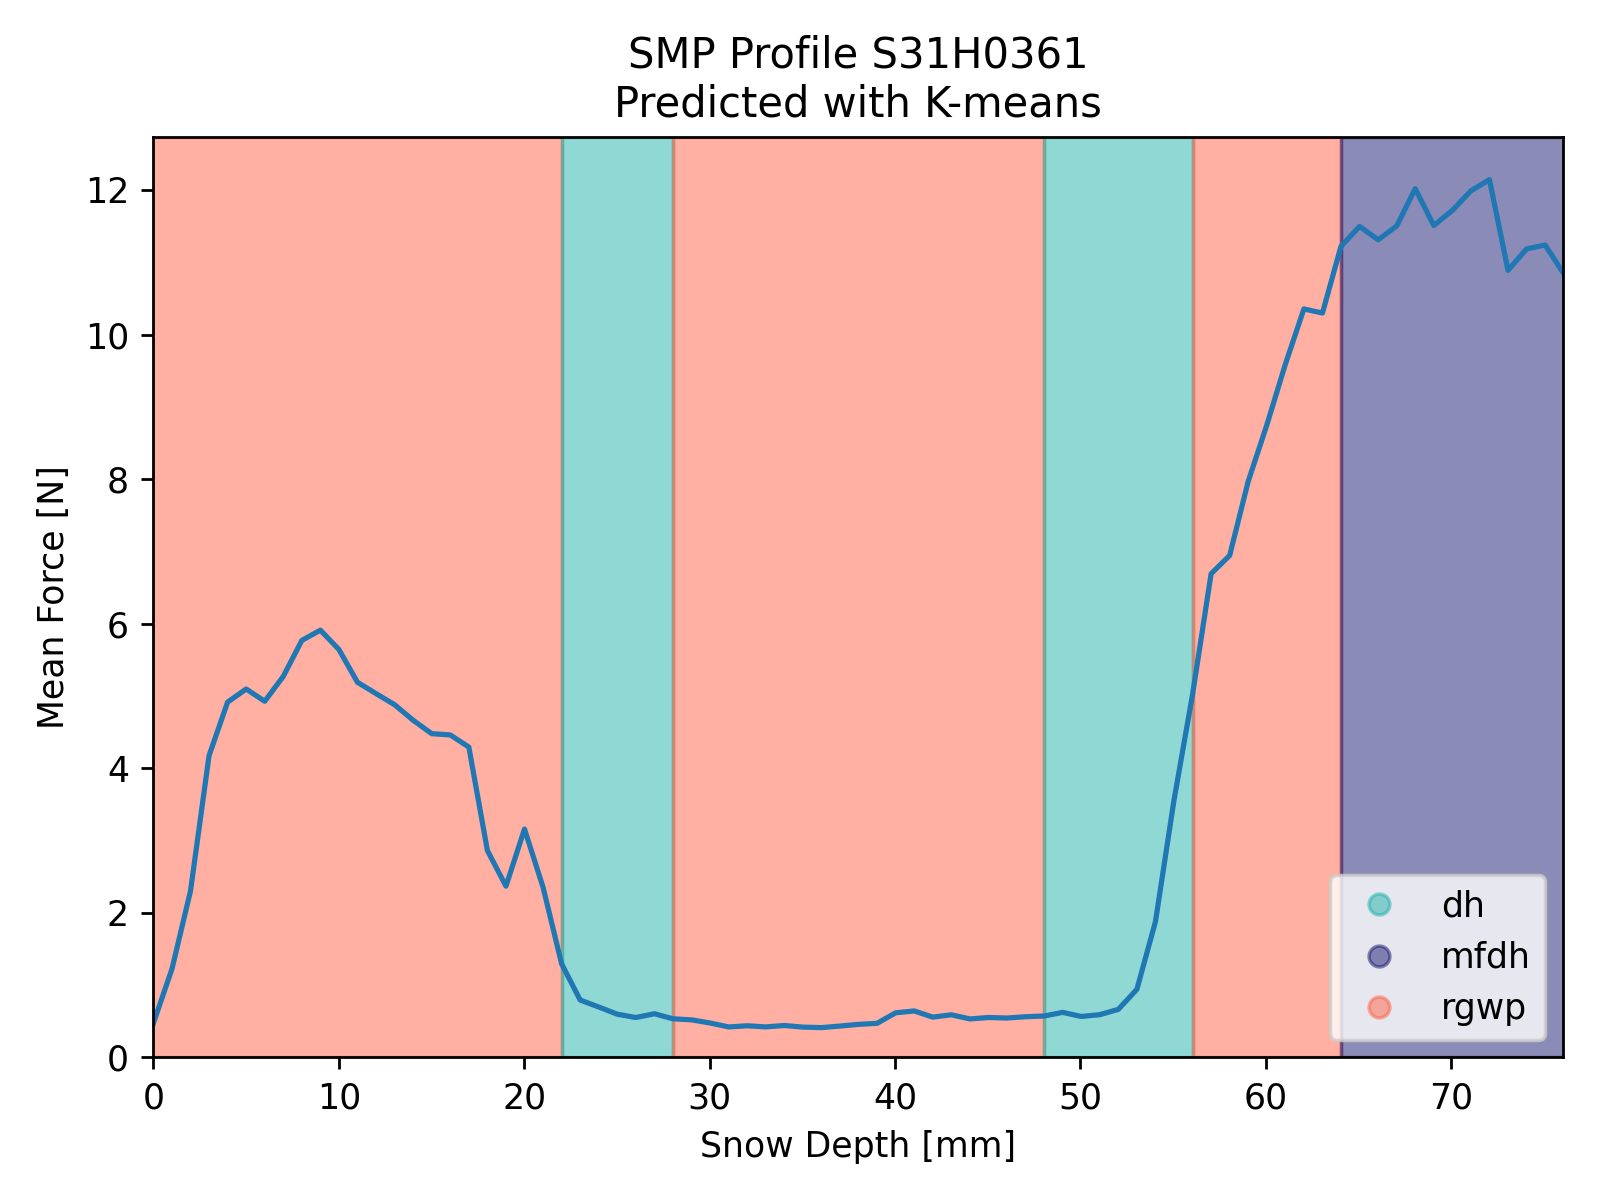 SMP Profile S31H0361
Predicted with K-means
12
10
8
6
4
2
0
Mean Force [N]
dh
mfdh
rgwp
0 10 20 30 40 50 60 70
Snow Depth [mm]